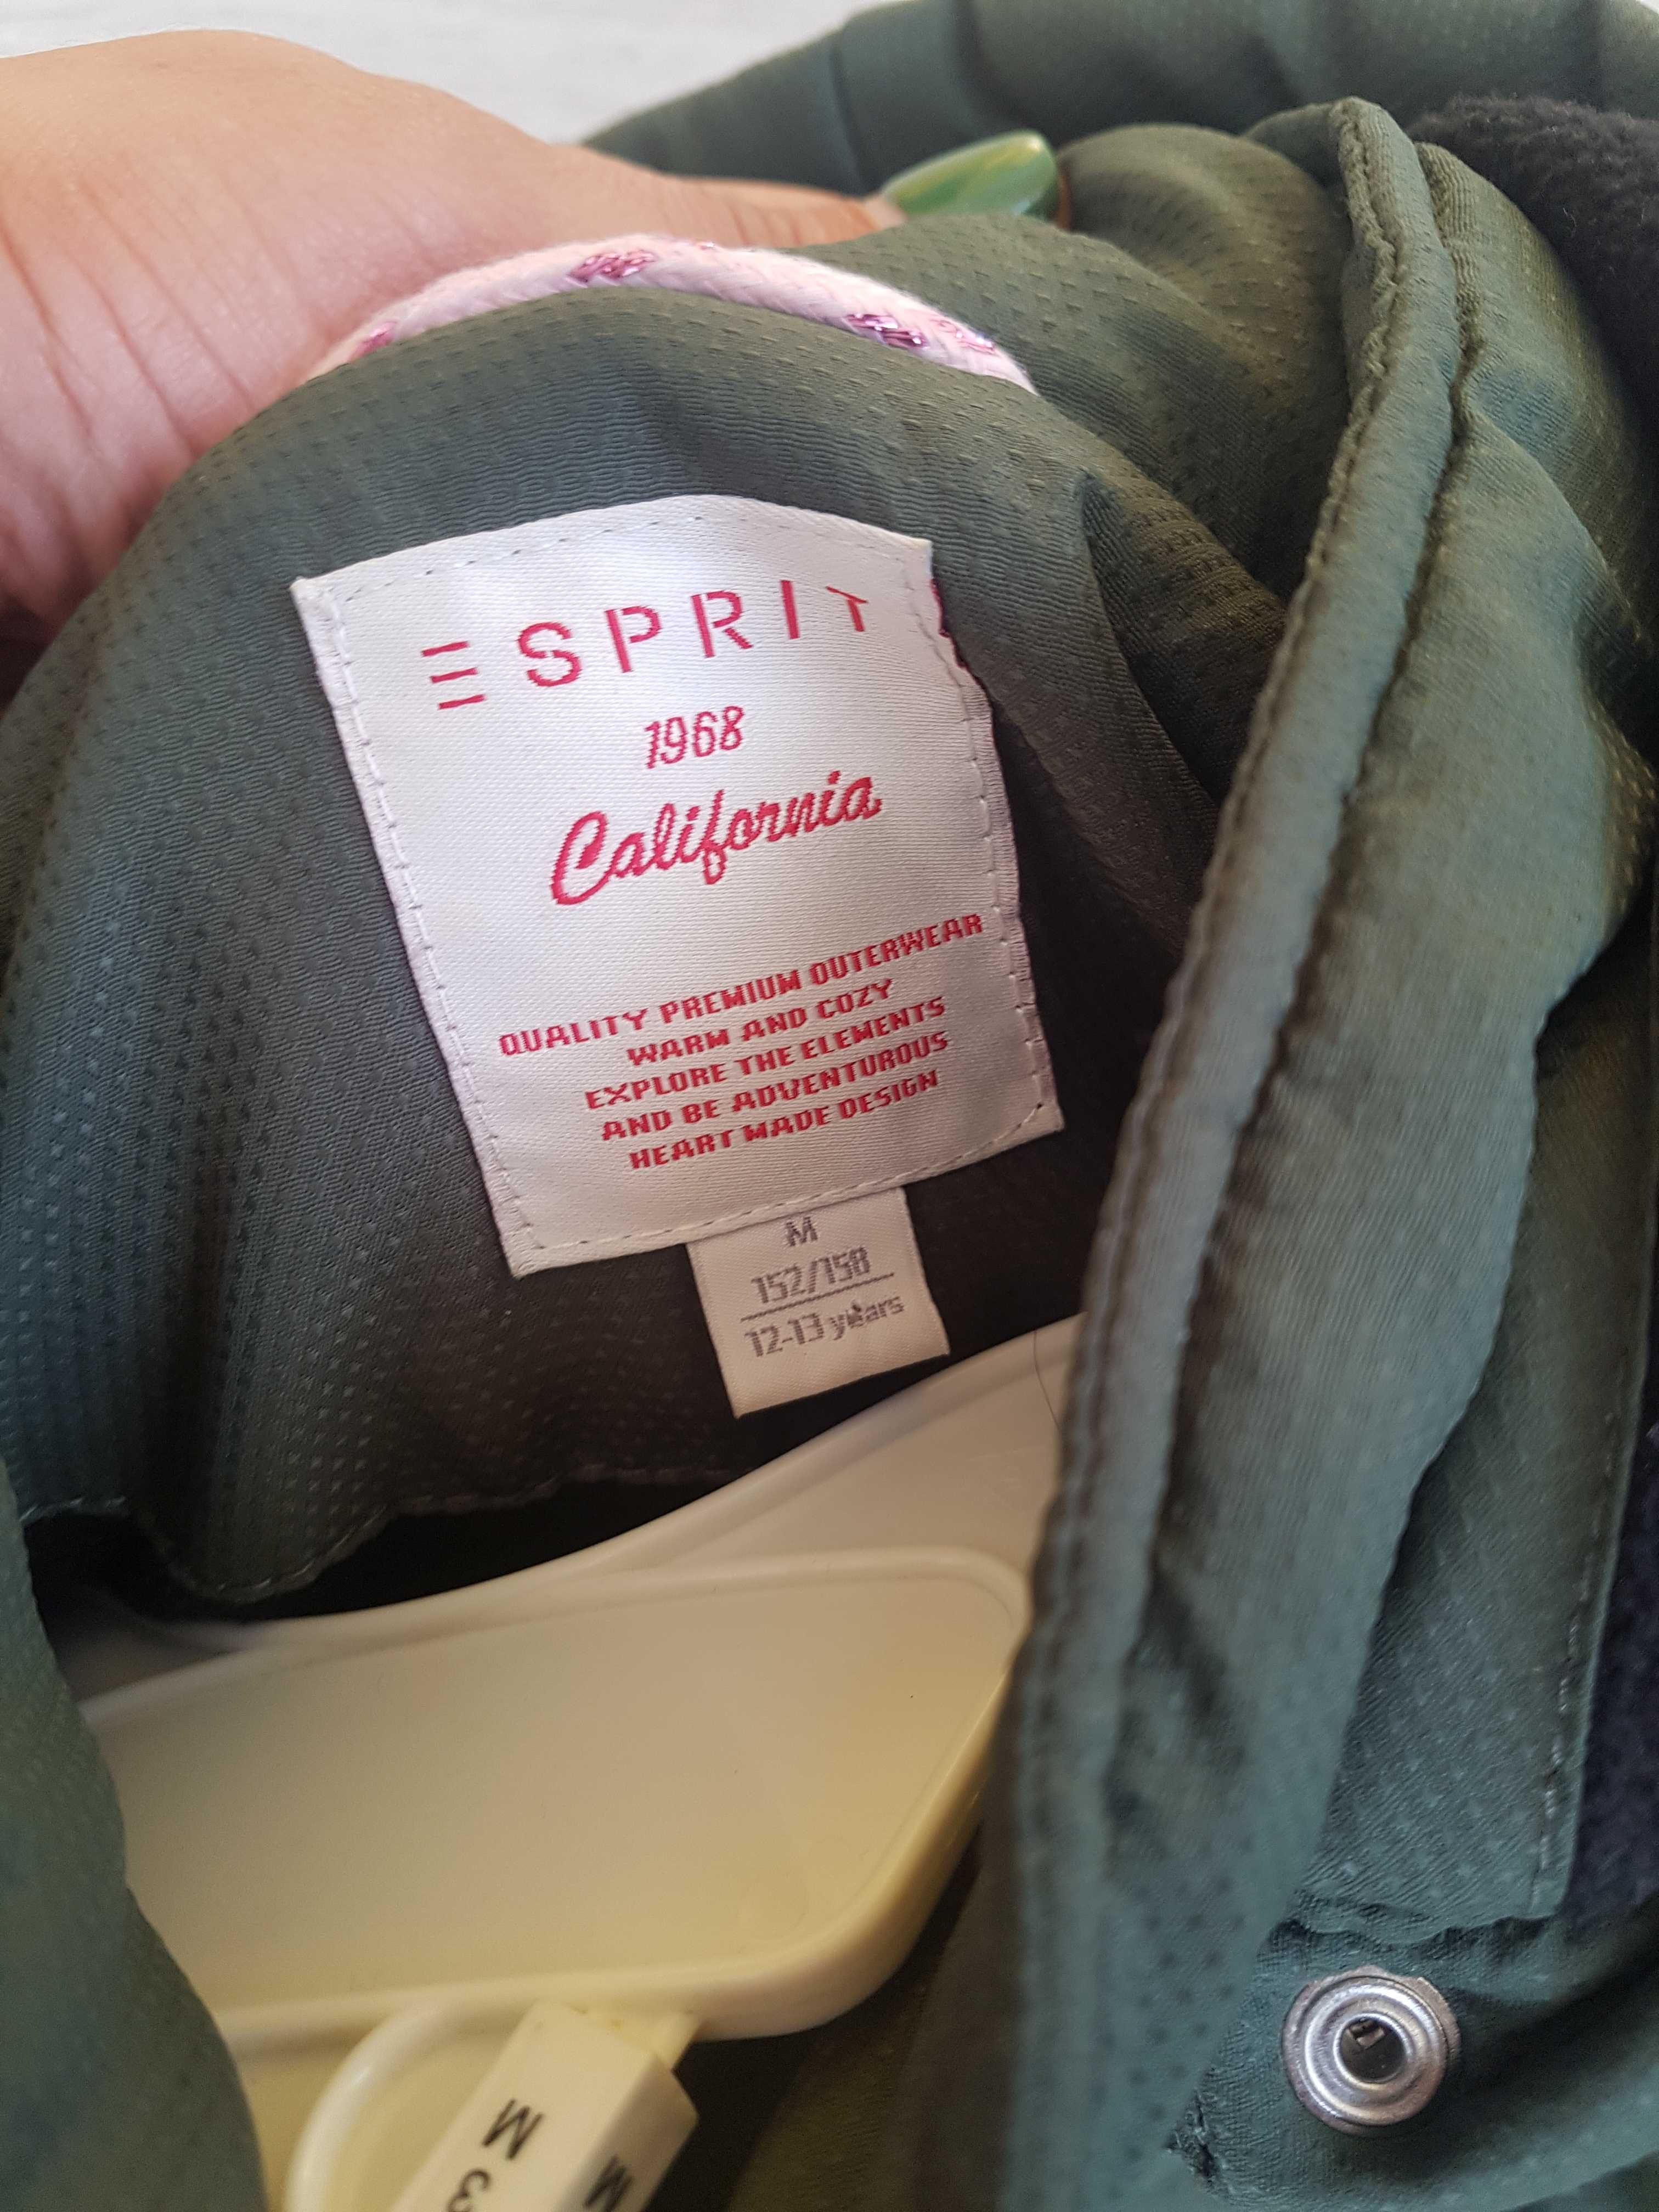 ESPRIT
1968
California
QUALITY PREMIUM OUTERWEAR
WARM AND COZY
EXPLORE THE ELEMENTS
AND BE ADVENTUROUS
HEART MADE DESIGN
M
152/158
12-13 years
M
M